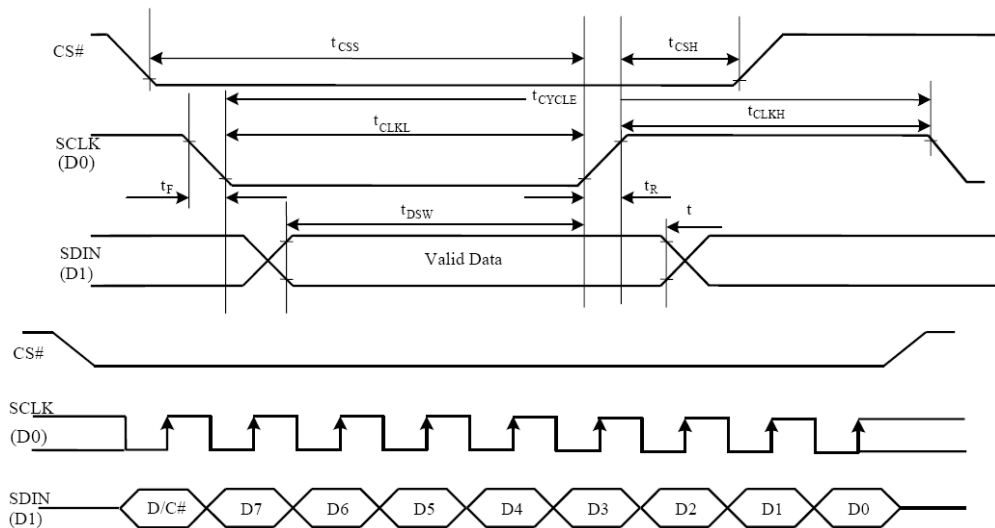 CS#
t CSS
t CSH
t CYCLE
SCLK
(D0)
t CLKL
t CLKH
t F
t R
t DSW
t
SDIN
(D1)
Valid Data
CS#
SCLK
(D0)
SDIN
(D1)
D/C# D7 D6 D5 D4 D3 D2 D1 D0